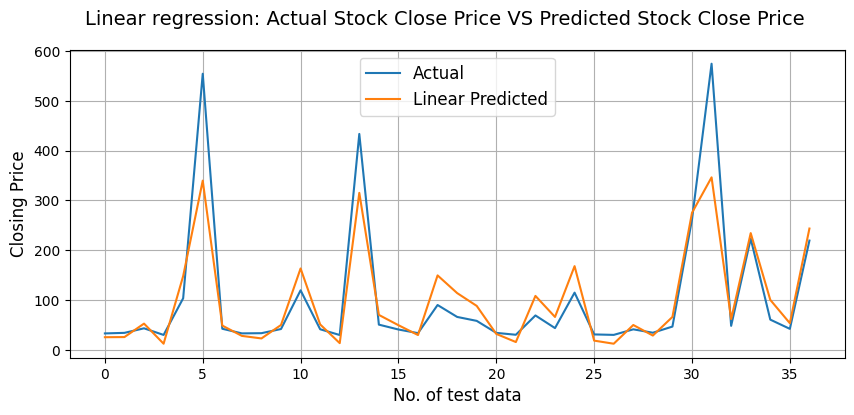 Linear regression: Actual Stock Close Price VS Predicted Stock Close Price
Actual
Linear Predicted
Closing Price
600
500
400
300
200
100
0
0 5 10 15 20 25 30 35
No. of test data